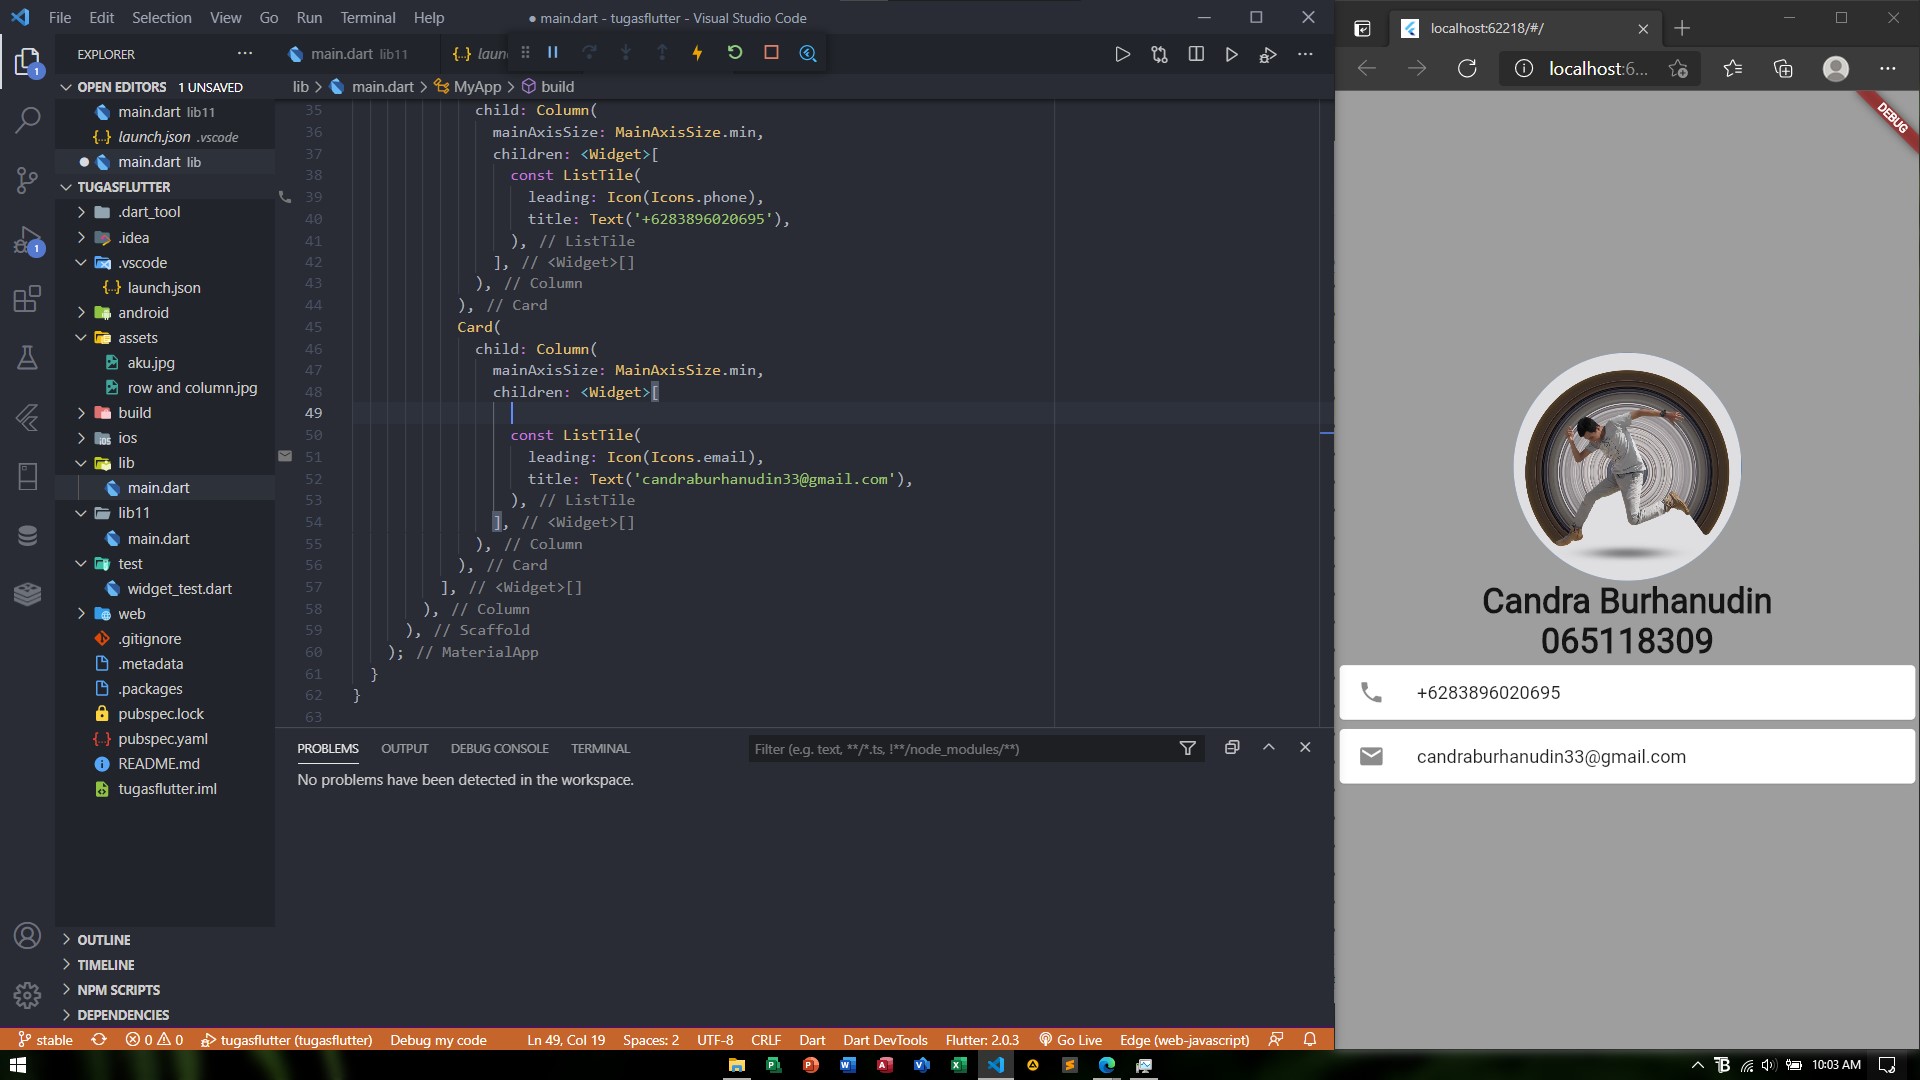 File Edit Selection View Go Run Terminal Help
● main.dart - tugasflutter - Visual Studio Code
EXPLORER
OPEN EDITORS 1 UNSAVED
main.dart lib11
launch.json .vscode
main.dart lib
TUGASFLUTTER
.dart_tool
.idea
.vscode
launch.json
android
assets
aku.jpg
row and column.jpg
build
ios
lib
main.dart
lib11
main.dart
test
widget_test.dart
web
.gitignore
.metadata
.packages
pubspec.lock
pubspec.yaml
README.md
tugasflutter.iml
OUTLINE
TIMELINE
NPM SCRIPTS
DEPENDENCIES
main.dart lib11
lib > main.dart > MyApp > build
35 child: Column(
36 mainAxisSize: MainAxisSize.min,
37 children: <Widget>[
38 const ListTile(
39 leading: Icon(Icons.phone),
40 title: Text('+6283896020695'),
41 ), // ListTile
42 ], // <Widget>[]
43 ), // Column
44 ), // Card
45 Card(
46 child: Column(
47 mainAxisSize: MainAxisSize.min,
48 children: <Widget>[
49
50 const ListTile(
51 leading: Icon(Icons.email),
52 title: Text('candraburhanudin33@gmail.com'),
53 ), // ListTile
54 ], // <Widget>[]
55 ), // Column
56 ), // Card
57 ], // <Widget>[]
58 ), // Column
59 ), // Scaffold
60 ); // MaterialApp
61 }
62 }
63
PROBLEMS OUTPUT DEBUG CONSOLE TERMINAL
Filter (e.g. text, **/*.ts, !**/node_modules/**)
No problems have been detected in the workspace.
stable 0 0 tugasflutter (tugasflutter) Debug my code Ln 49, Col 19 Spaces: 2 UTF-8 CRLF Dart Dart DevTools Flutter: 2.0.3 Go Live Edge (web-javascript)
localhost:62218/#/
localhost:6...
DEBUG
Candra Burhanudin
065118309
+6283896020695
candraburhanudin33@gmail.com
10:03 AM